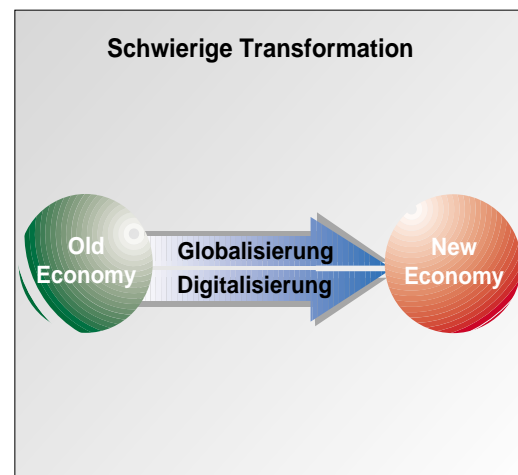 Schwierige Transformation
Old
Economy
Globalisierung
Digitalisierung
New
Economy